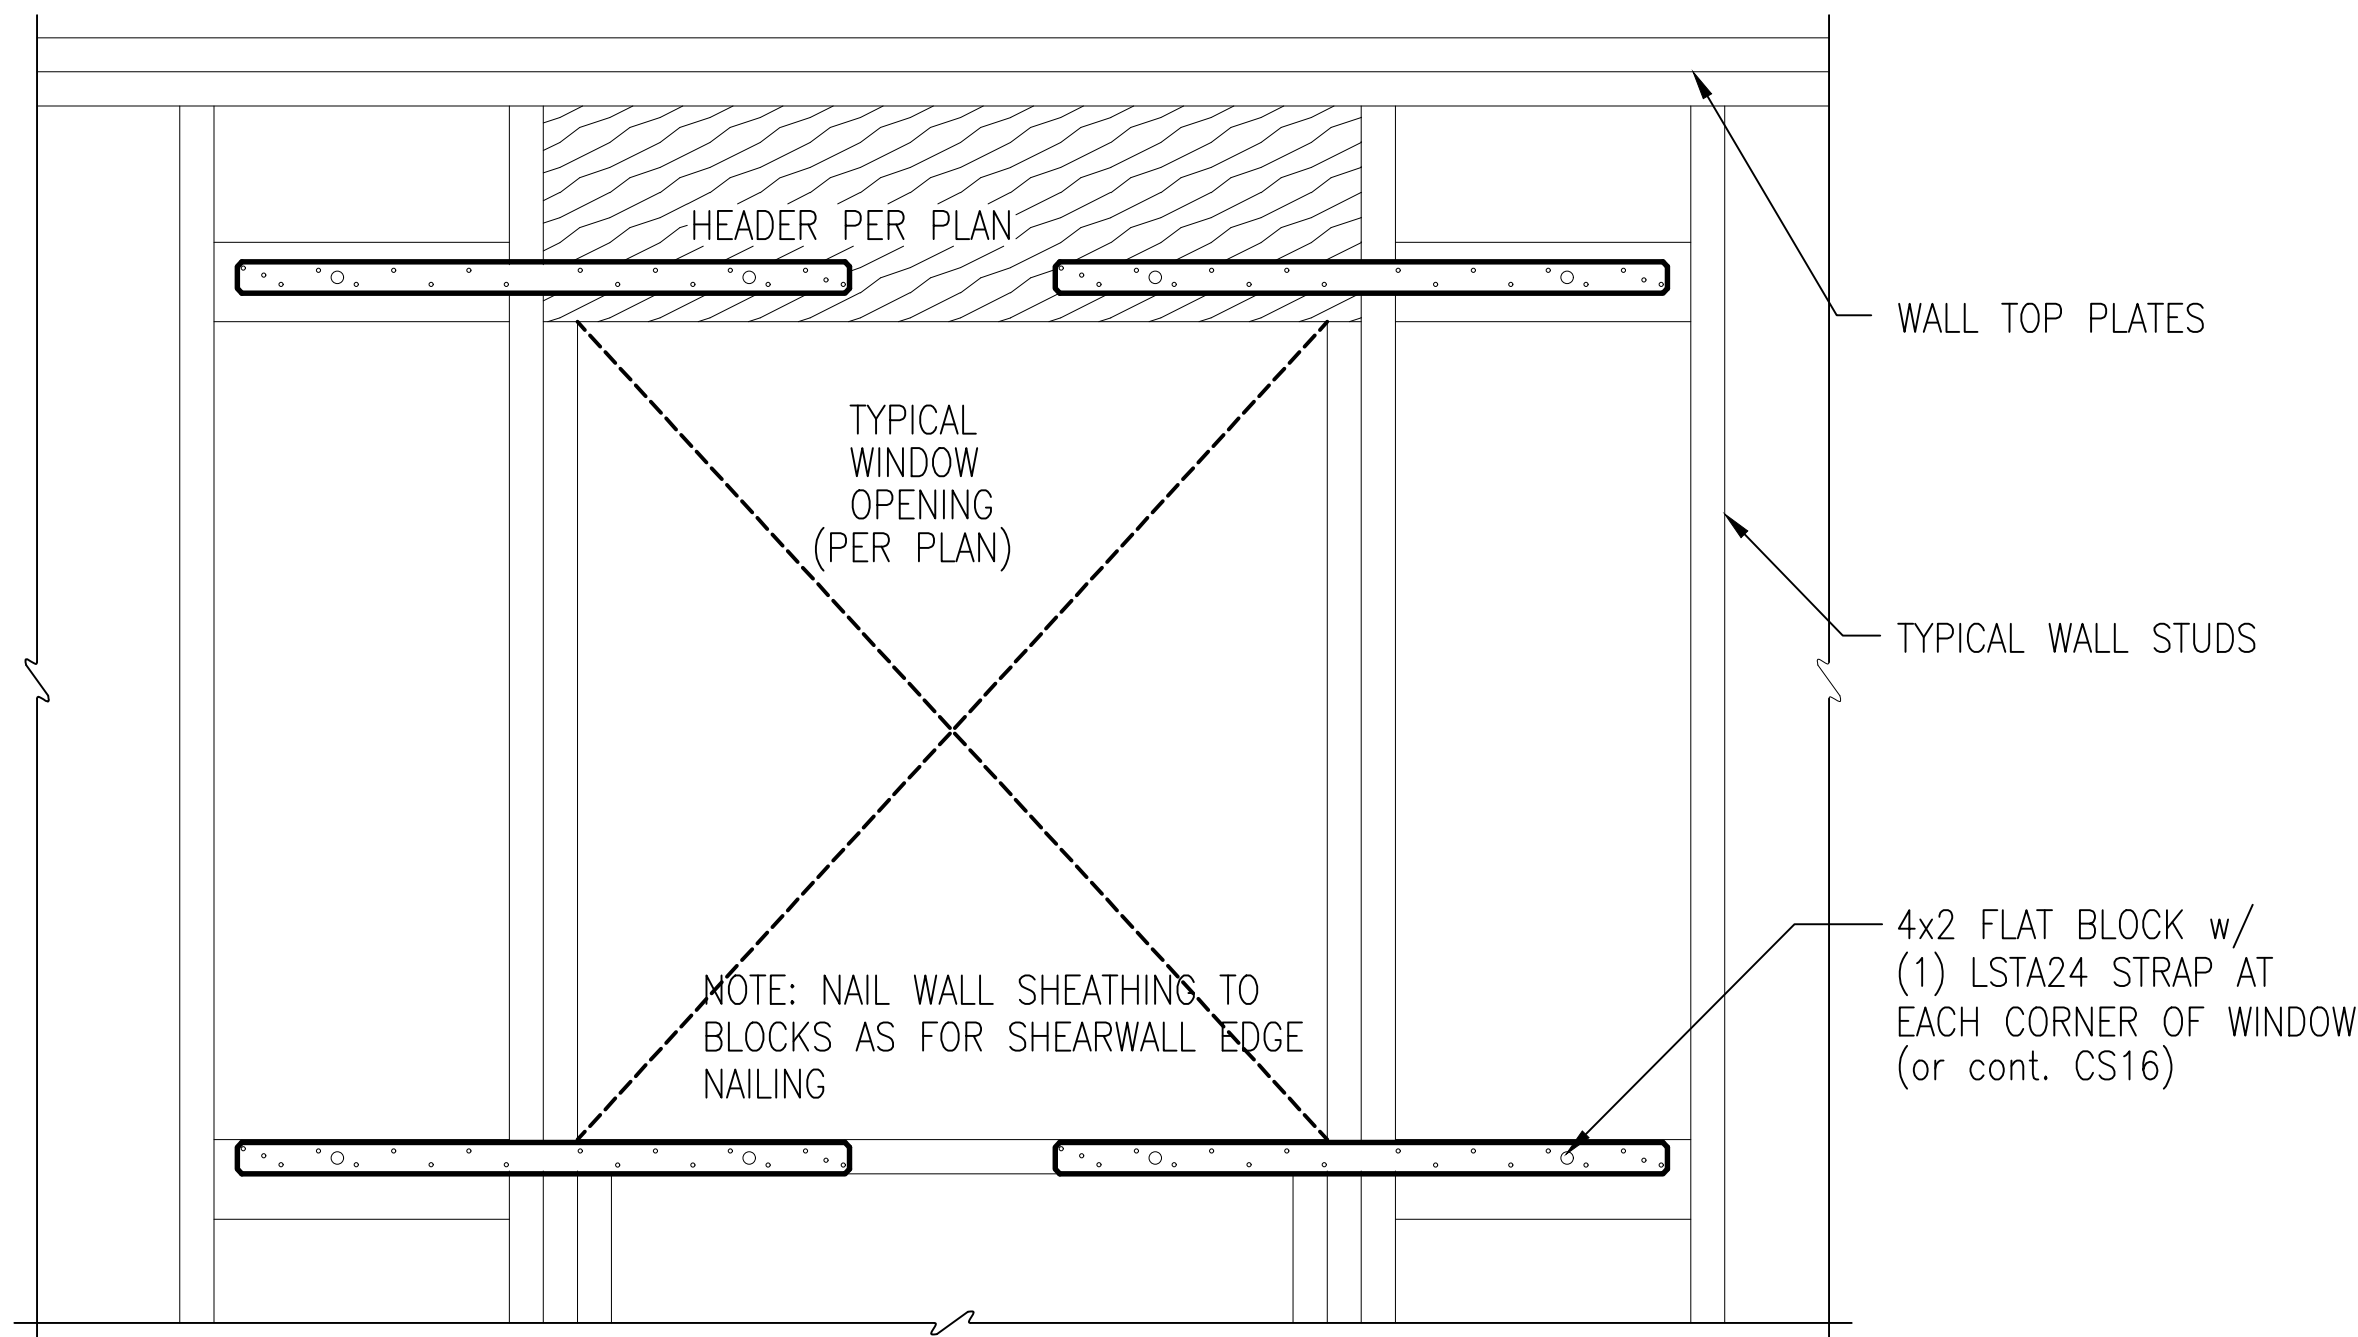 HEADER PER PLAN
WALL TOP PLATES
TYPICAL
WINDOW
OPENING
(PER PLAN)
TYPICAL WALL STUDS
4x2 FLAT BLOCK w/
(1) LSTA24 STRAP AT
EACH CORNER OF WINDOW
(or cont. CS16)
NOTE: NAIL WALL SHEATHING TO
BLOCKS AS FOR SHEARWALL EDGE
NAILING